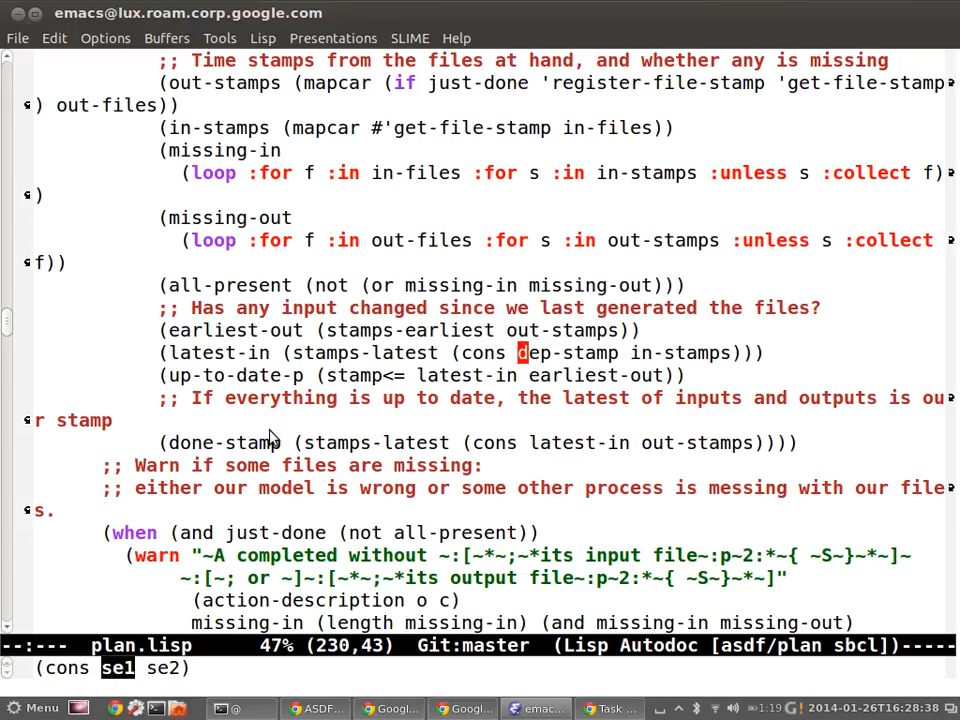 emacs@lux.roam.corp.google.com
File Edit Options Buffers Tools Lisp Presentations SLIME Help
;; Time stamps from the files at hand, and whether any is missing
(out-stamps (mapcar (if just-done 'register-file-stamp 'get-file-stamp
) out-files))
(in-stamps (mapcar #'get-file-stamp in-files))
(missing-in
(loop :for f :in in-files :for s :in in-stamps :unless s :collect f)
)
(missing-out
(loop :for f :in out-files :for s :in out-stamps :unless s :collect
f))
(all-present (not (or missing-in missing-out)))
;; Has any input changed since we last generated the files?
(earliest-out (stamps-earliest out-stamps))
(latest-in (stamps-latest (cons dep-stamp in-stamps)))
(up-to-date-p (stamp<= latest-in earliest-out))
;; If everything is up to date, the latest of inputs and outputs is ou
r stamp
(done-stamp (stamps-latest (cons latest-in out-stamps))))
;; Warn if some files are missing:
;; either our model is wrong or some other process is messing with our file
s.
(when (and just-done (not all-present))
(warn "~A completed without ~:[~*~;~*its input file~:p~2:*~{ ~S~}~*~]~
~:[~; or ~]~:[~*~;~*its output file~:p~2:*~{ ~S~}~*~]"
(action-description o c)
missing-in (length missing-in) (and missing-in missing-out)
--:--- plan.lisp 47% (230,43) Git:master (Lisp Autodoc [asdf/plan sbcl])-----
(cons se1 se2)
Menu @ ASDF... Googl... Googl... emac... Task ... 1:19 2014-01-26T16:28:38